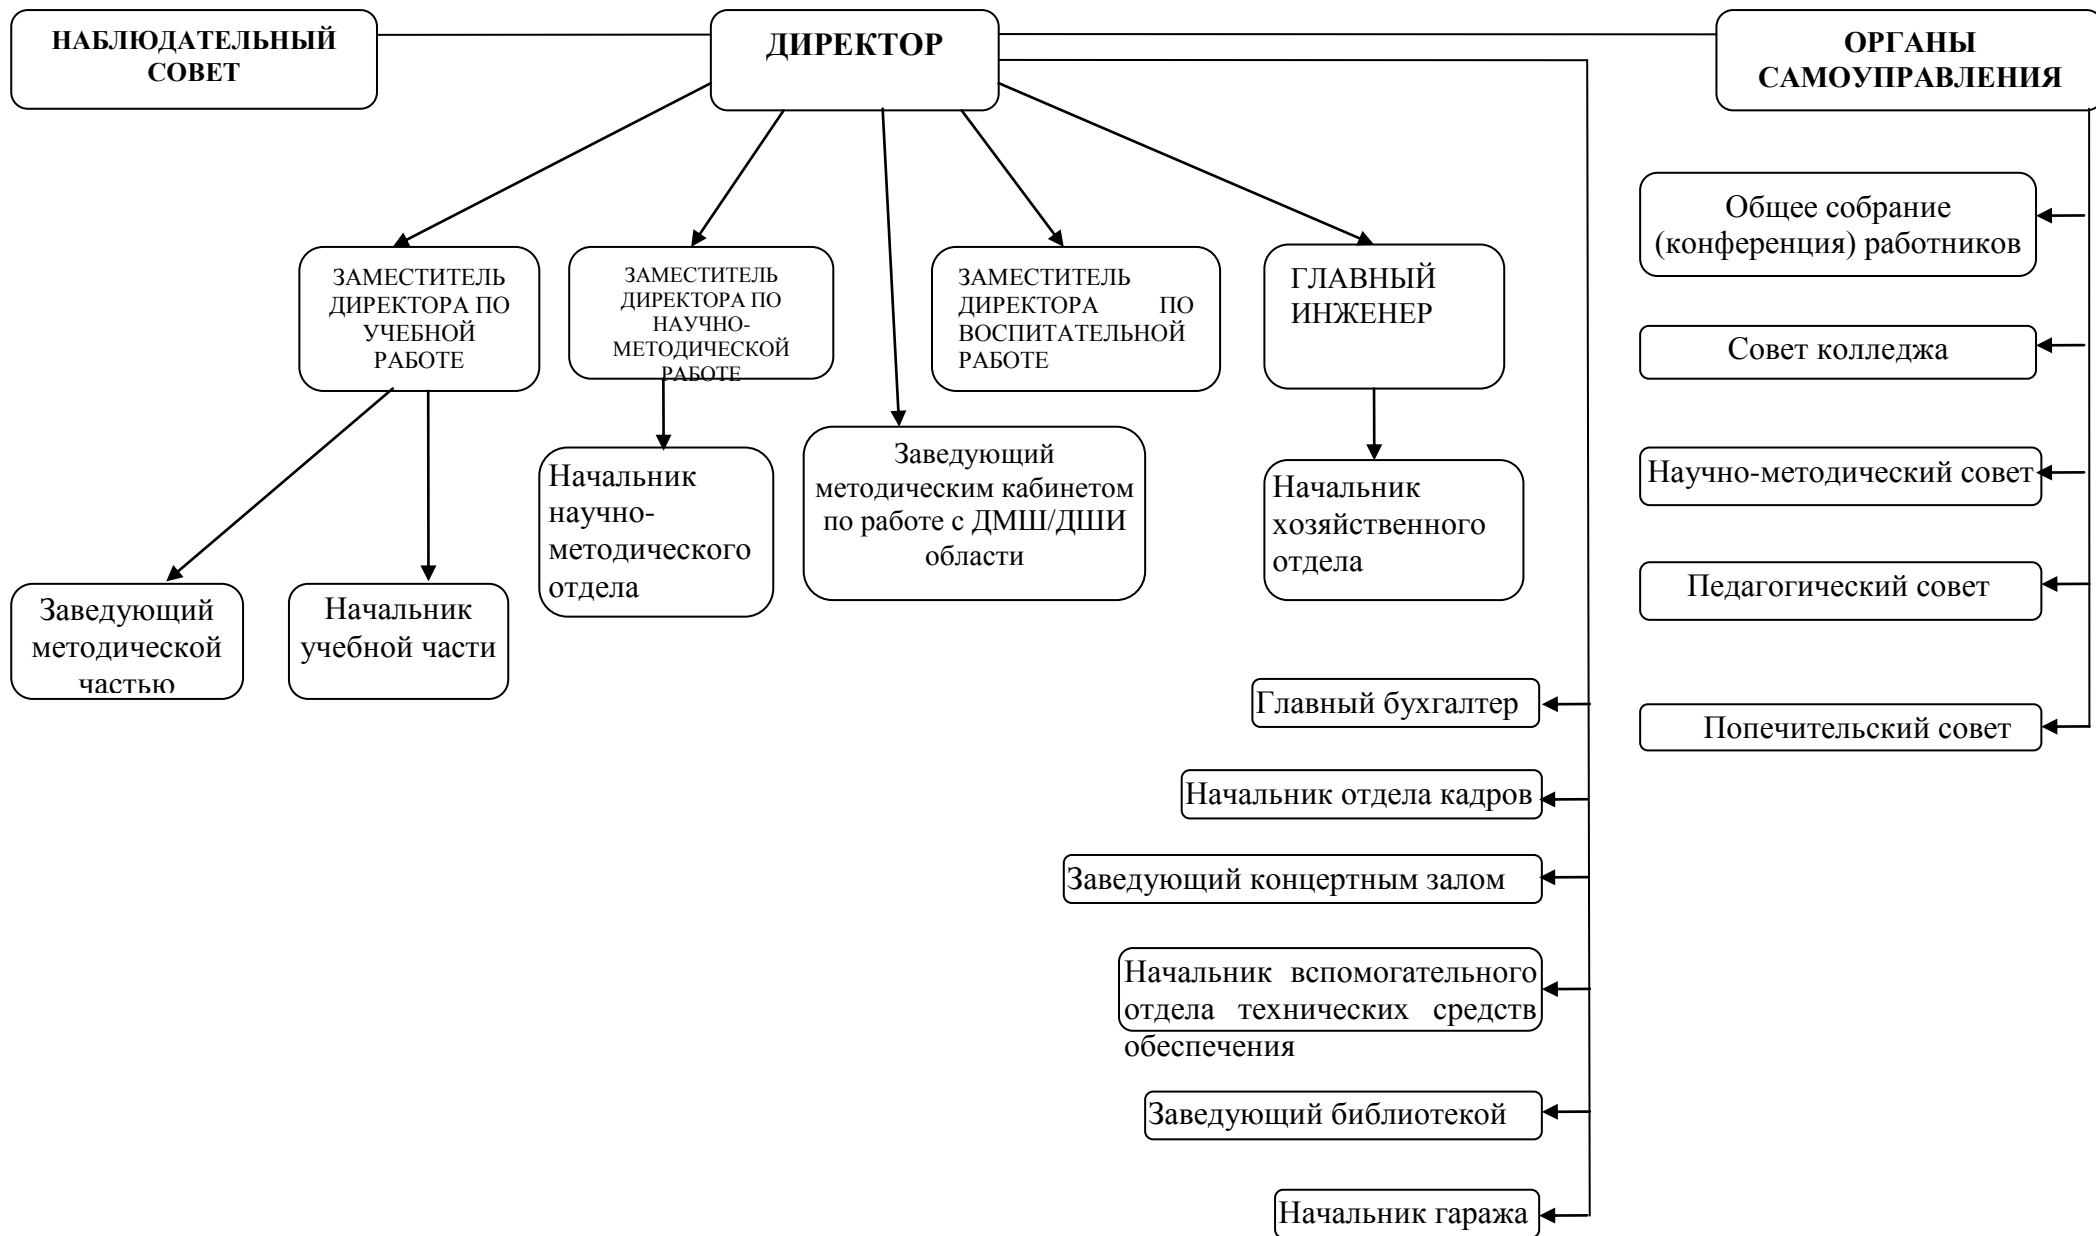 НАБЛЮДАТЕЛЬНЫЙ
СОВЕТ
ДИРЕКТОР
ОРГАНЫ
САМОУПРАВЛЕНИЯ
ЗАМЕСТИТЕЛЬ
ДИРЕКТОРА ПО
УЧЕБНОЙ
РАБОТЕ
ЗАМЕСТИТЕЛЬ
ДИРЕКТОРА ПО
НАУЧНО-
МЕТОДИЧЕСКОЙ
РАБОТЕ
ЗАМЕСТИТЕЛЬ
ДИРЕКТОРА ПО
ВОСПИТАТЕЛЬНОЙ
РАБОТЕ
ГЛАВНЫЙ
ИНЖЕНЕР
Общее собрание
(конференция) работников
Совет колледжа
Научно-методический совет
Педагогический совет
Попечительский совет
Начальник
научно-
методического
отдела
Заведующий
методическим кабинетом
по работе с ДМШ/ДШИ
области
Начальник
хозяйственного
отдела
Заведующий
методической
частью
Начальник
учебной части
Главный бухгалтер
Начальник отдела кадров
Заведующий концертным залом
Начальник вспомогательного
отдела технических средств
обеспечения
Заведующий библиотекой
Начальник гаража